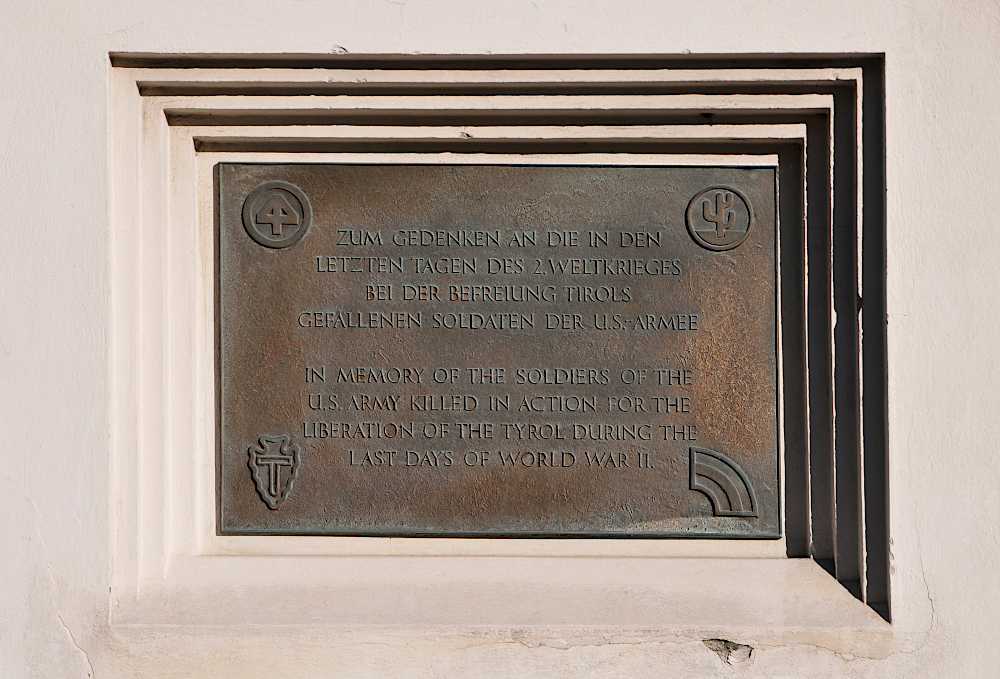 44
ZUM GEDENKEN AN DIE IN DEN
LETZTEN TAGEN DES 2. WELTKRIEGES
BEI DER BEFREIUNG TIROLS
GEFALLENEN SOLDATEN DER U.S.-ARMEE
IN MEMORY OF THE SOLDIERS OF THE
U.S. ARMY KILLED IN ACTION FOR THE
LIBERATION OF THE TYROL DURING THE
LAST DAYS OF WORLD WAR II.
T